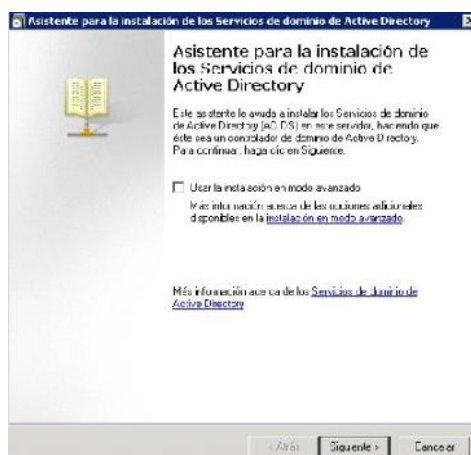 Asistente para la instalación de los Servicios de dominio de Active Directory
Asistente para la instalación de
los Servicios de dominio de
Active Directory
Este asistente le ayuda a instalar los Servicios de dominio
de Active Directory (AD DS) en este servidor, haciendo que
éste sea un controlador de dominio de Active Directory.
Para continuar, haga clic en Siguiente.
Usar la instalación en modo avanzado
Más información acerca de las opciones adicionales
disponibles en la instalación en modo avanzado.
Más información acerca de los Servicios de dominio de
Active Directory
< Atrás
Siguiente >
Cancelar